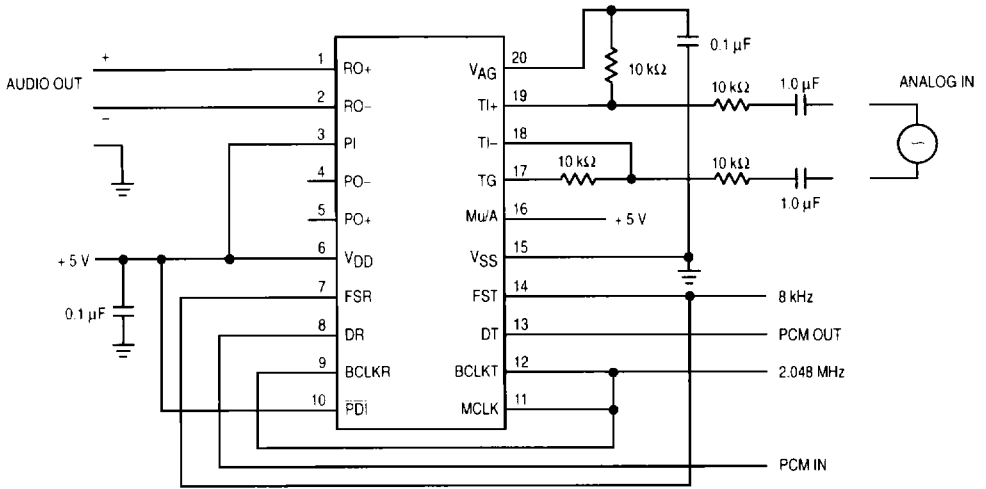 AUDIO OUT
+
−
1 RO+
2 RO-
3 PI
4 PO-
5 PO+
6 VDD
7 FSR
8 DR
9 BCLKR
10 PDI
+ 5 V
0.1 µF
VAG 20
TI+ 19
TI- 18
TG 17
Mu/A 16
VSS 15
FST 14
DT 13
BCLKT 12
MCLK 11
10 kΩ
0.1 µF
10 kΩ
1.0 µF
ANALOG IN
10 kΩ
10 kΩ
1.0 µF
+ 5 V
8 kHz
PCM OUT
2.048 MHz
PCM IN